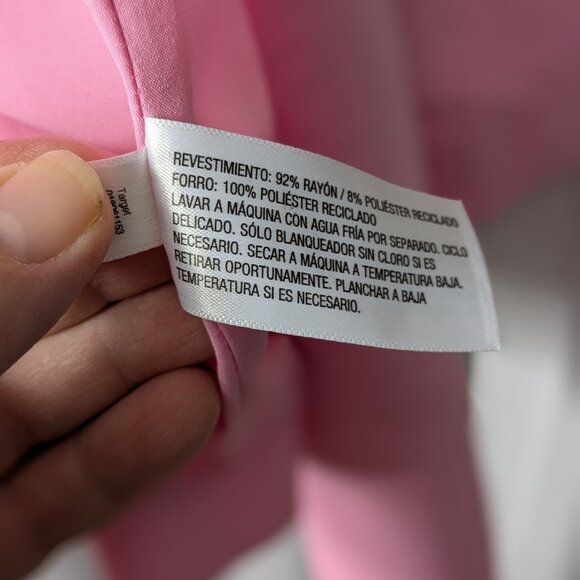 REVESTIMIENTO: 92% RAYÓN / 8% POLIÉSTER RECICLADO
FORRO: 100% POLIÉSTER RECICLADO
LAVAR A MÁQUINA CON AGUA FRÍA POR SEPARADO. CICLO
DELICADO. SÓLO BLANQUEADOR SIN CLORO SI ES
NECESARIO. SECAR A MÁQUINA A TEMPERATURA BAJA.
RETIRAR OPORTUNAMENTE. PLANCHAR A BAJA
TEMPERATURA SI ES NECESARIO.
Target